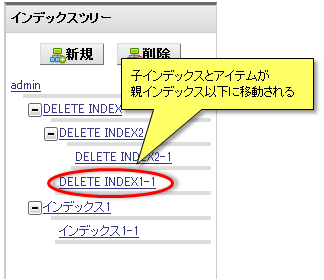 インデックスツリー
新規
削除
子インデックスとアイテムが
親インデックス以下に移動される
admin
DELETE INDEX
DELETE INDEX2
DELETE INDEX2-1
DELETE INDEX1-1
インデックス1
インデックス1-1